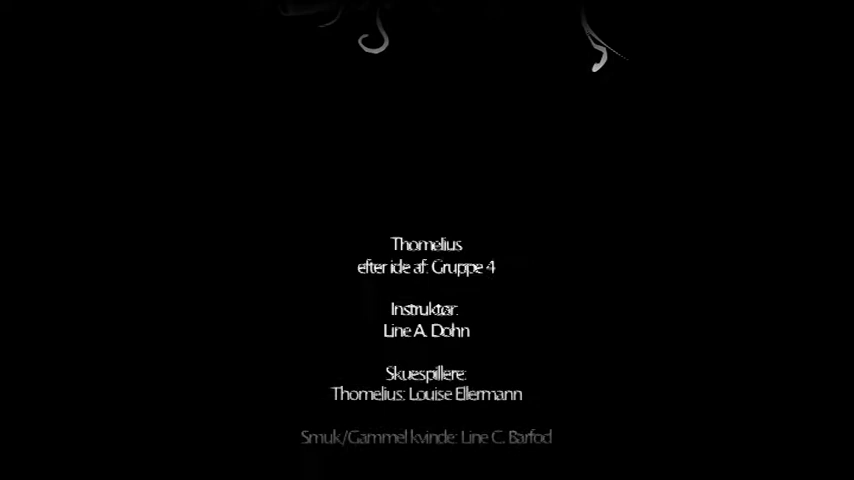 Thomelius
efter ide af: Gruppe 4
Instruktør:
Line A. Dohn
Skuespillere:
Thomelius: Louise Ellermann
Smuk/Gammel kvinde: Line C. Barfod